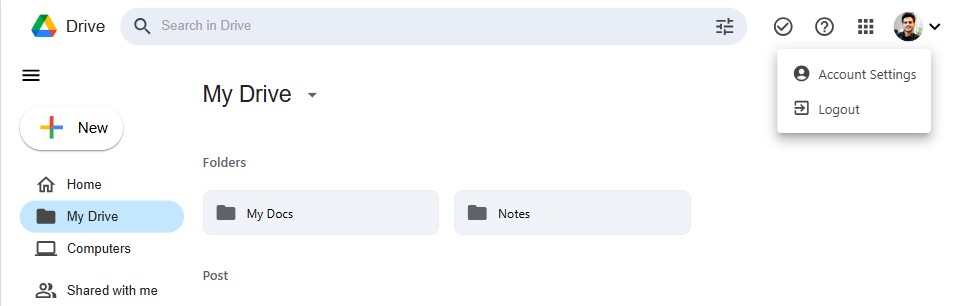 Drive
Search in Drive
Account Settings
Logout
My Drive
New
Folders
Home
My Drive
Computers
Shared with me
My Docs
Notes
Post